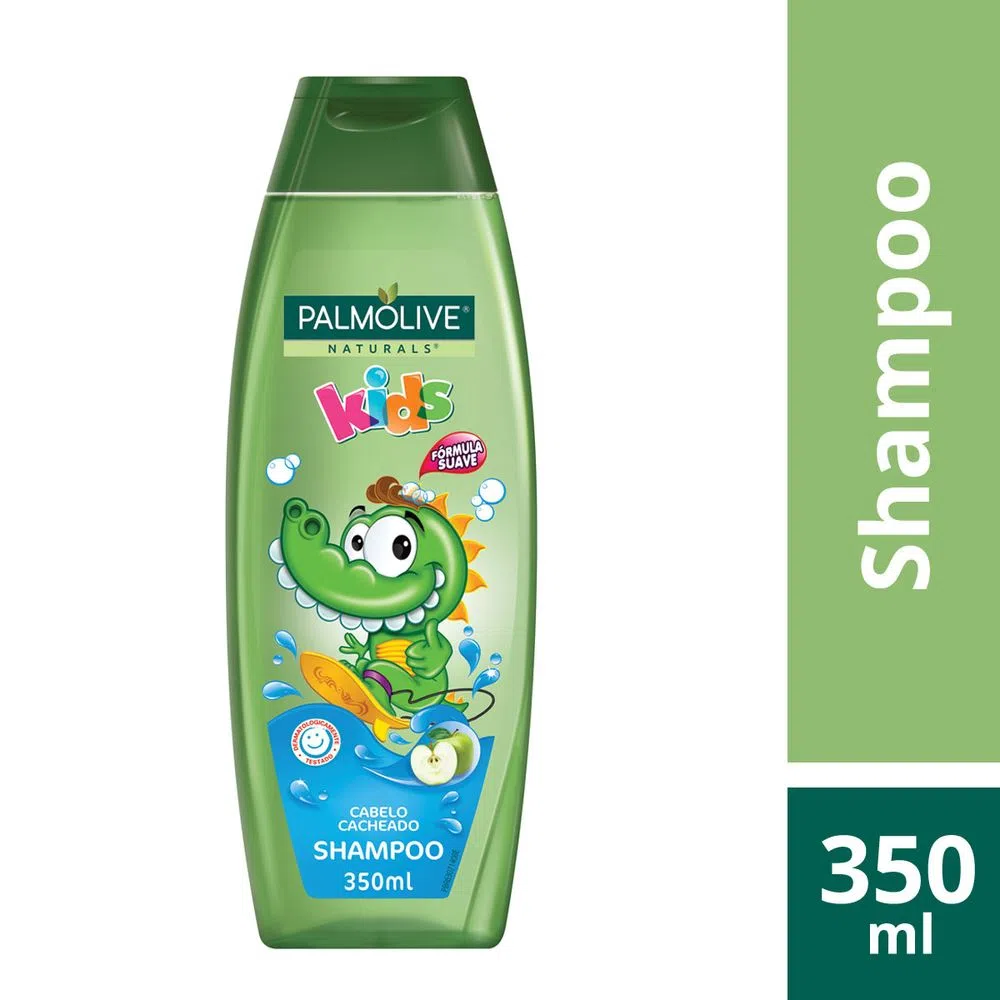 PALMOLIVE®
NATURALS®
kids
FÓRMULA
SUAVE
DERMATOLOGICAMENTE
TESTADO
CABELO
CACHEADO
SHAMPOO
350ml
Shampoo
350
ml